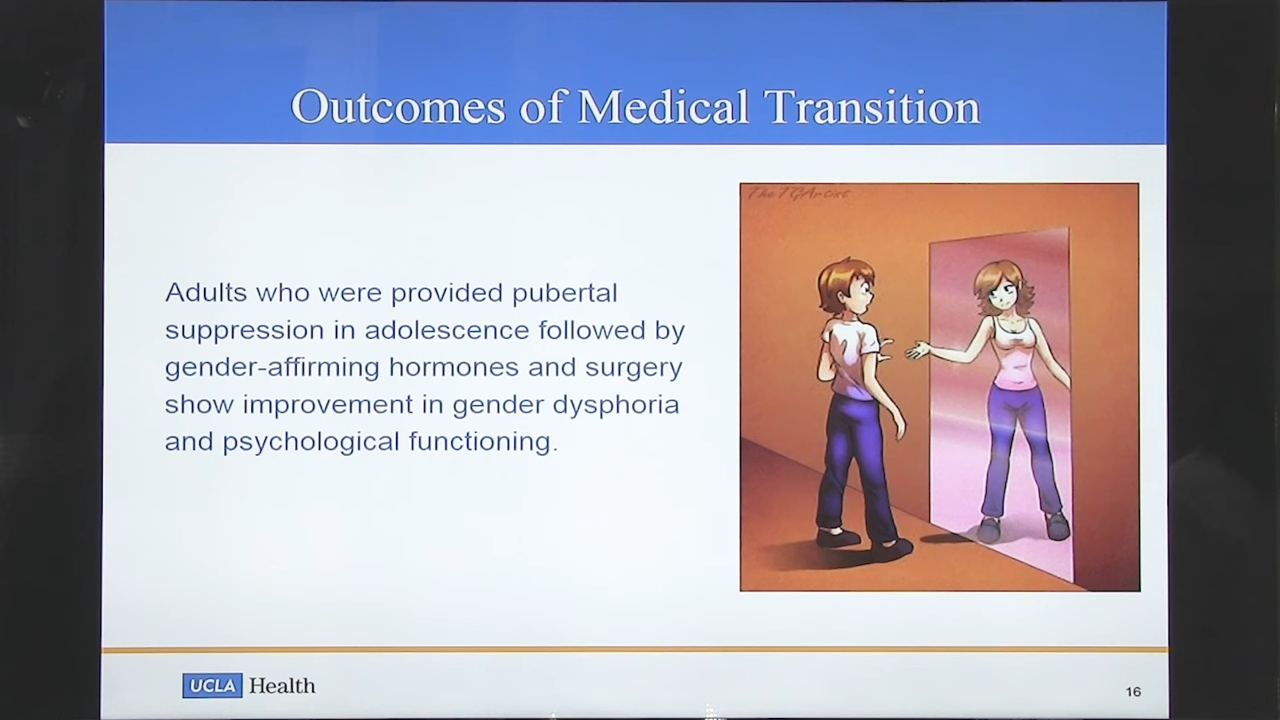 Outcomes of Medical Transition
TheTGArtist
Adults who were provided pubertal
suppression in adolescence followed by
gender-affirming hormones and surgery
show improvement in gender dysphoria
and psychological functioning.
UCLA Health
16